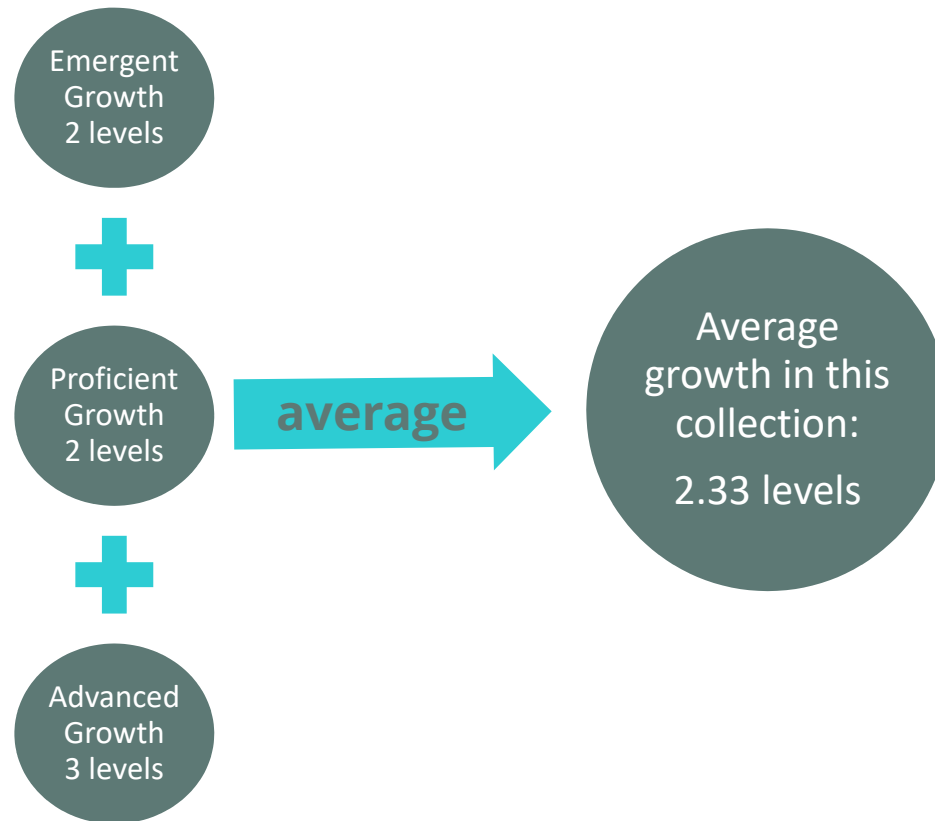 Emergent
Growth
2 levels
Proficient
Growth
2 levels
Advanced
Growth
3 levels
average
Average
growth in this
collection:
2.33 levels